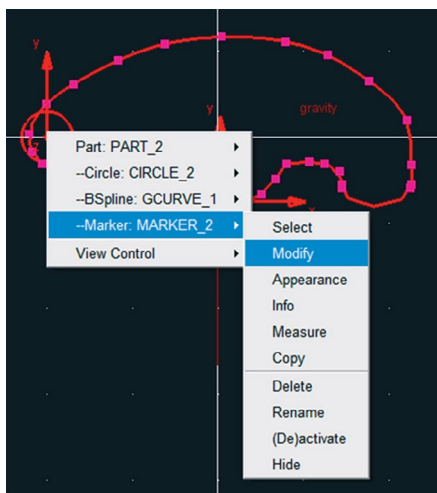 y
y
gravity
z
x
Part: PART_2
--Circle: CIRCLE_2
--BSpline: GCURVE_1
--Marker: MARKER_2
View Control
Select
Modify
Appearance
Info
Measure
Copy
Delete
Rename
(De)activate
Hide